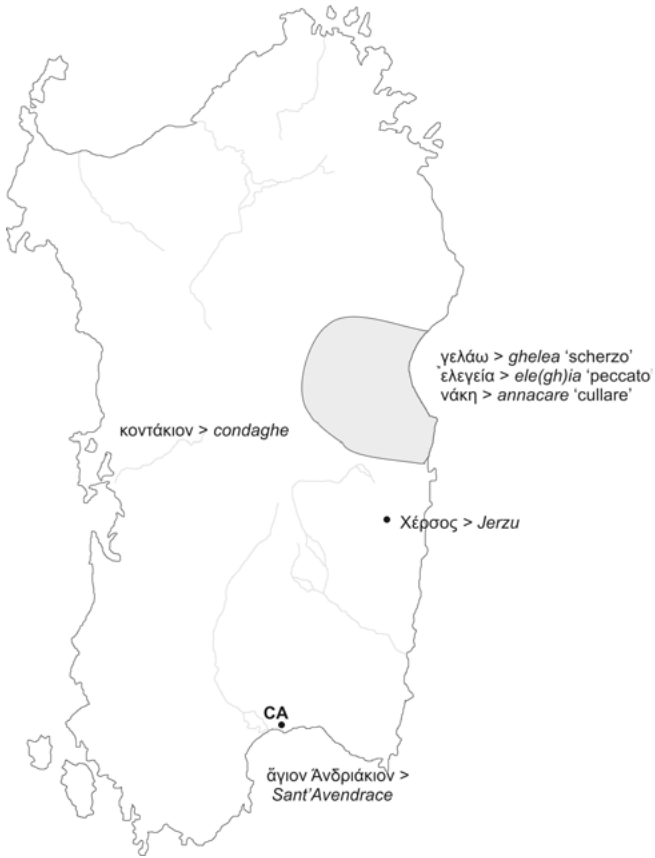 γελάω > ghelea ‘scherzo’
᾿ελεγεία > ele(gh)ia ‘peccato’
νάκη > annacare ‘cullare’
κοντάκιον > condaghe
Χέρσος > Jerzu
CA
ἅγιον Ἀνδριάκιον >
Sant’Avendrace